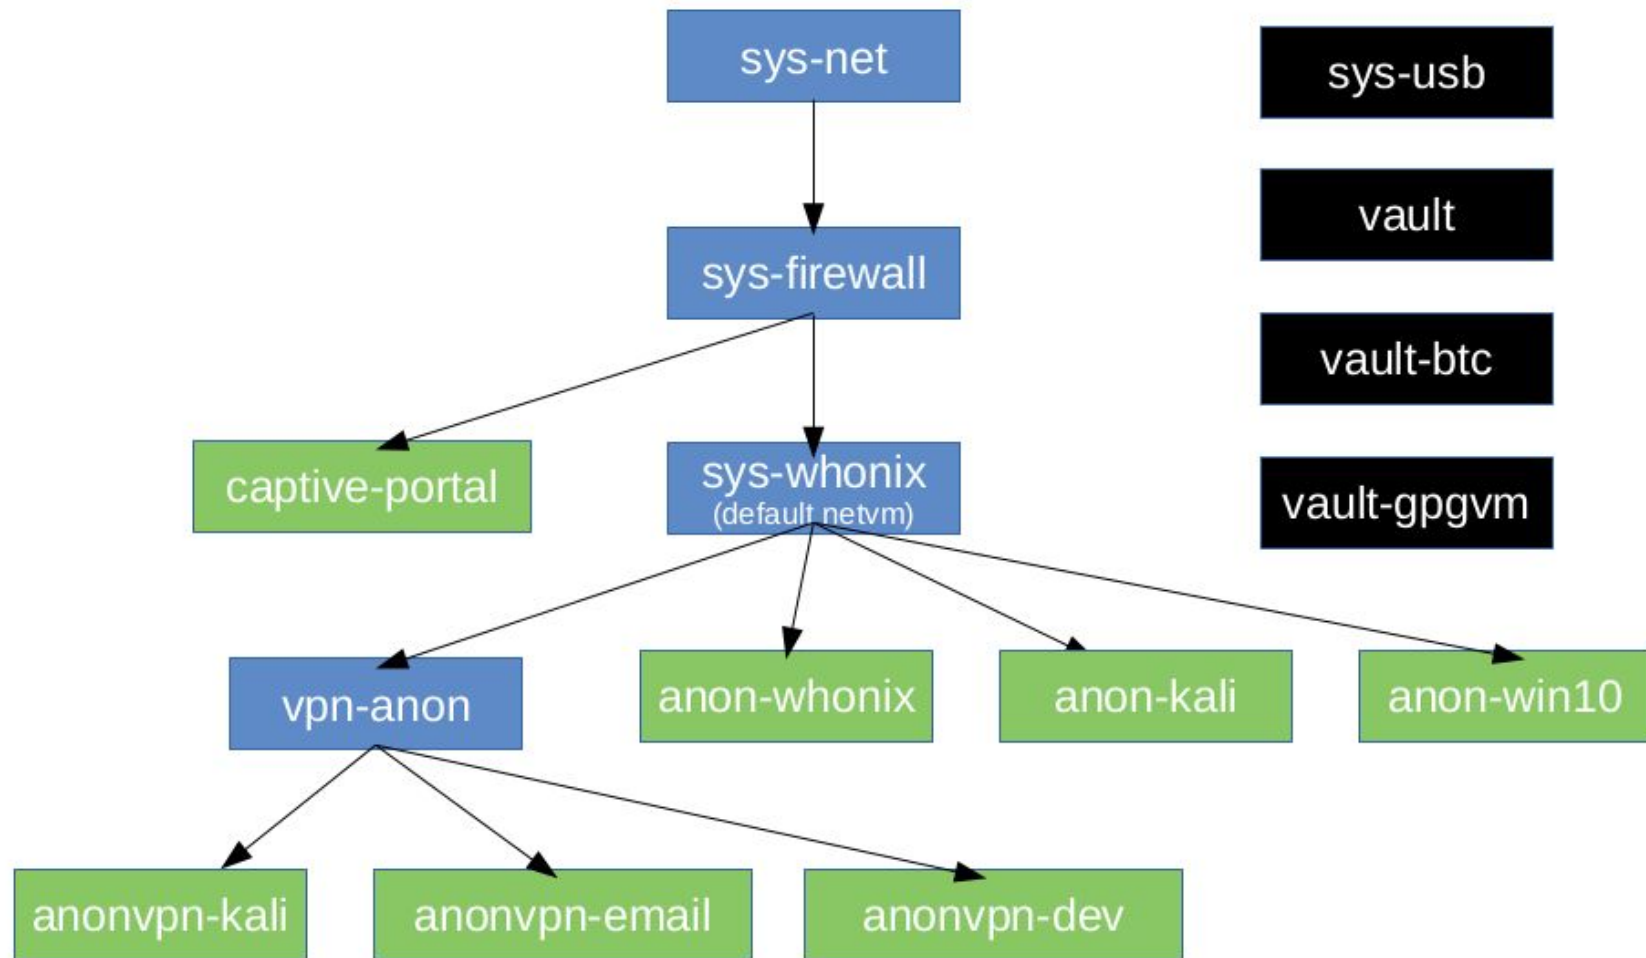 sys-net
sys-usb
vault
sys-firewall
vault-btc
captive-portal
sys-whonix
(default netvm)
vault-gpgvm
vpn-anon
anon-whonix
anon-kali
anon-win10
anonvpn-kali
anonvpn-email
anonvpn-dev